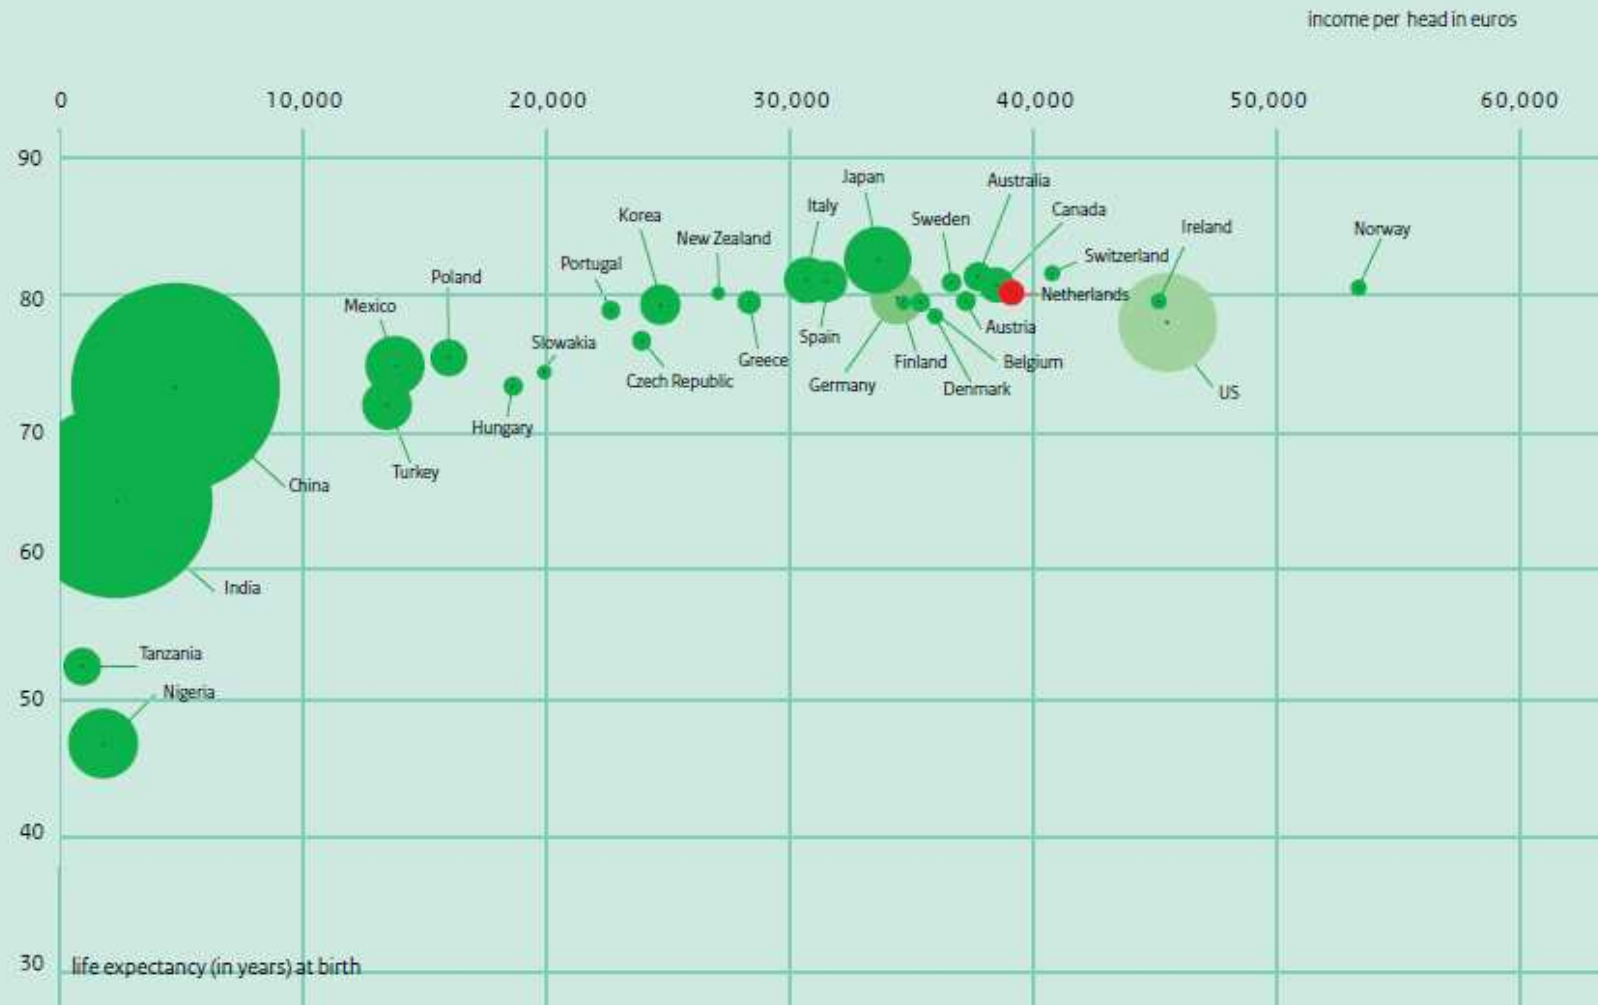 income per head in euros
0 10,000 20,000 30,000 40,000 50,000 60,000
90
Japan
Australia
Italy
Canada
Korea
Sweden
Ireland
Norway
New Zealand
Switzerland
Portugal
Poland
80
Netherlands
Mexico
Austria
Spain
Slowakia
Greece
Finland
Belgium
Czech Republic
Germany
Denmark
US
Hungary
70
Turkey
China
60
India
Tanzania
Nigeria
50
40
30
life expectancy (in years) at birth